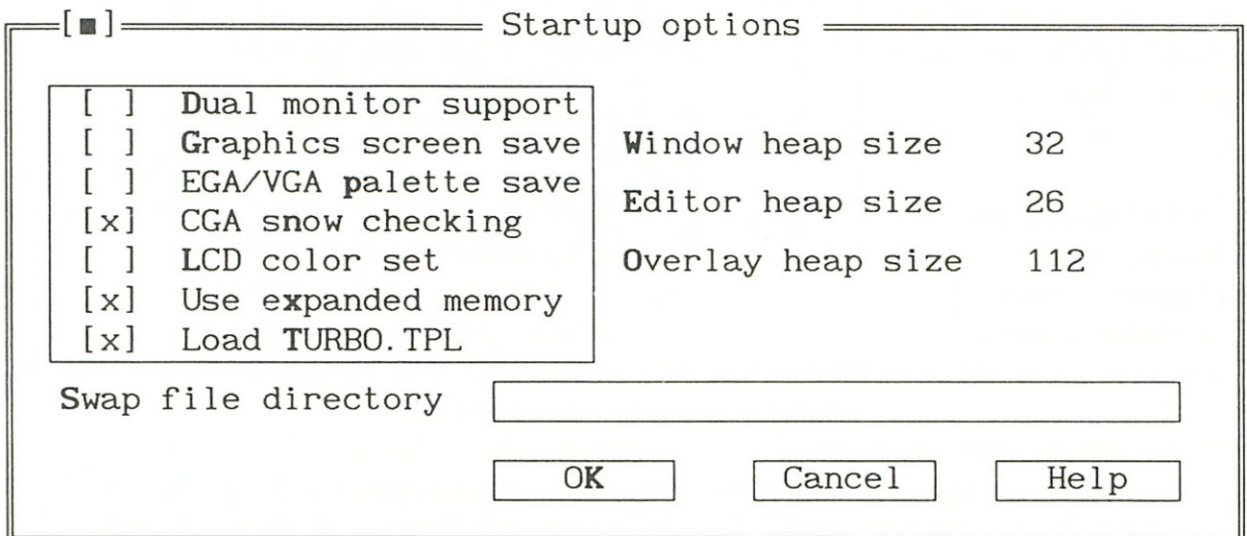 [■] Startup options
[ ] Dual monitor support
[ ] Graphics screen save
[ ] EGA/VGA palette save
[x] CGA snow checking
[ ] LCD color set
[x] Use expanded memory
[x] Load TURBO.TPL
Window heap size 32
Editor heap size 26
Overlay heap size 112
Swap file directory
OK Cancel Help